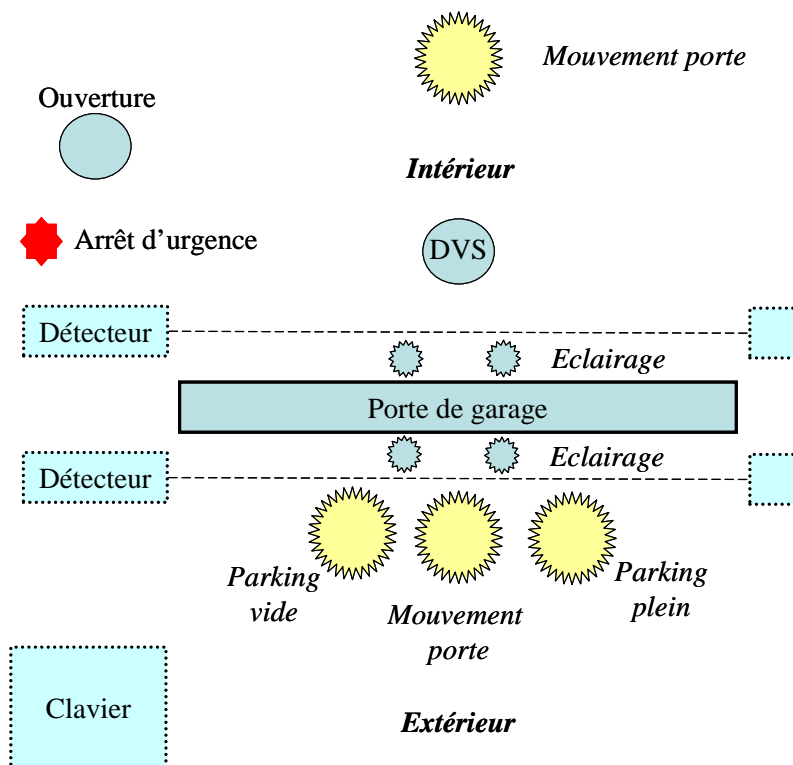 Mouvement porte
Ouverture
Intérieur
Arrêt d'urgence
DVS
Détecteur
Eclairage
Porte de garage
Détecteur
Eclairage
Parking
vide
Mouvement
porte
Parking
plein
Clavier
Extérieur